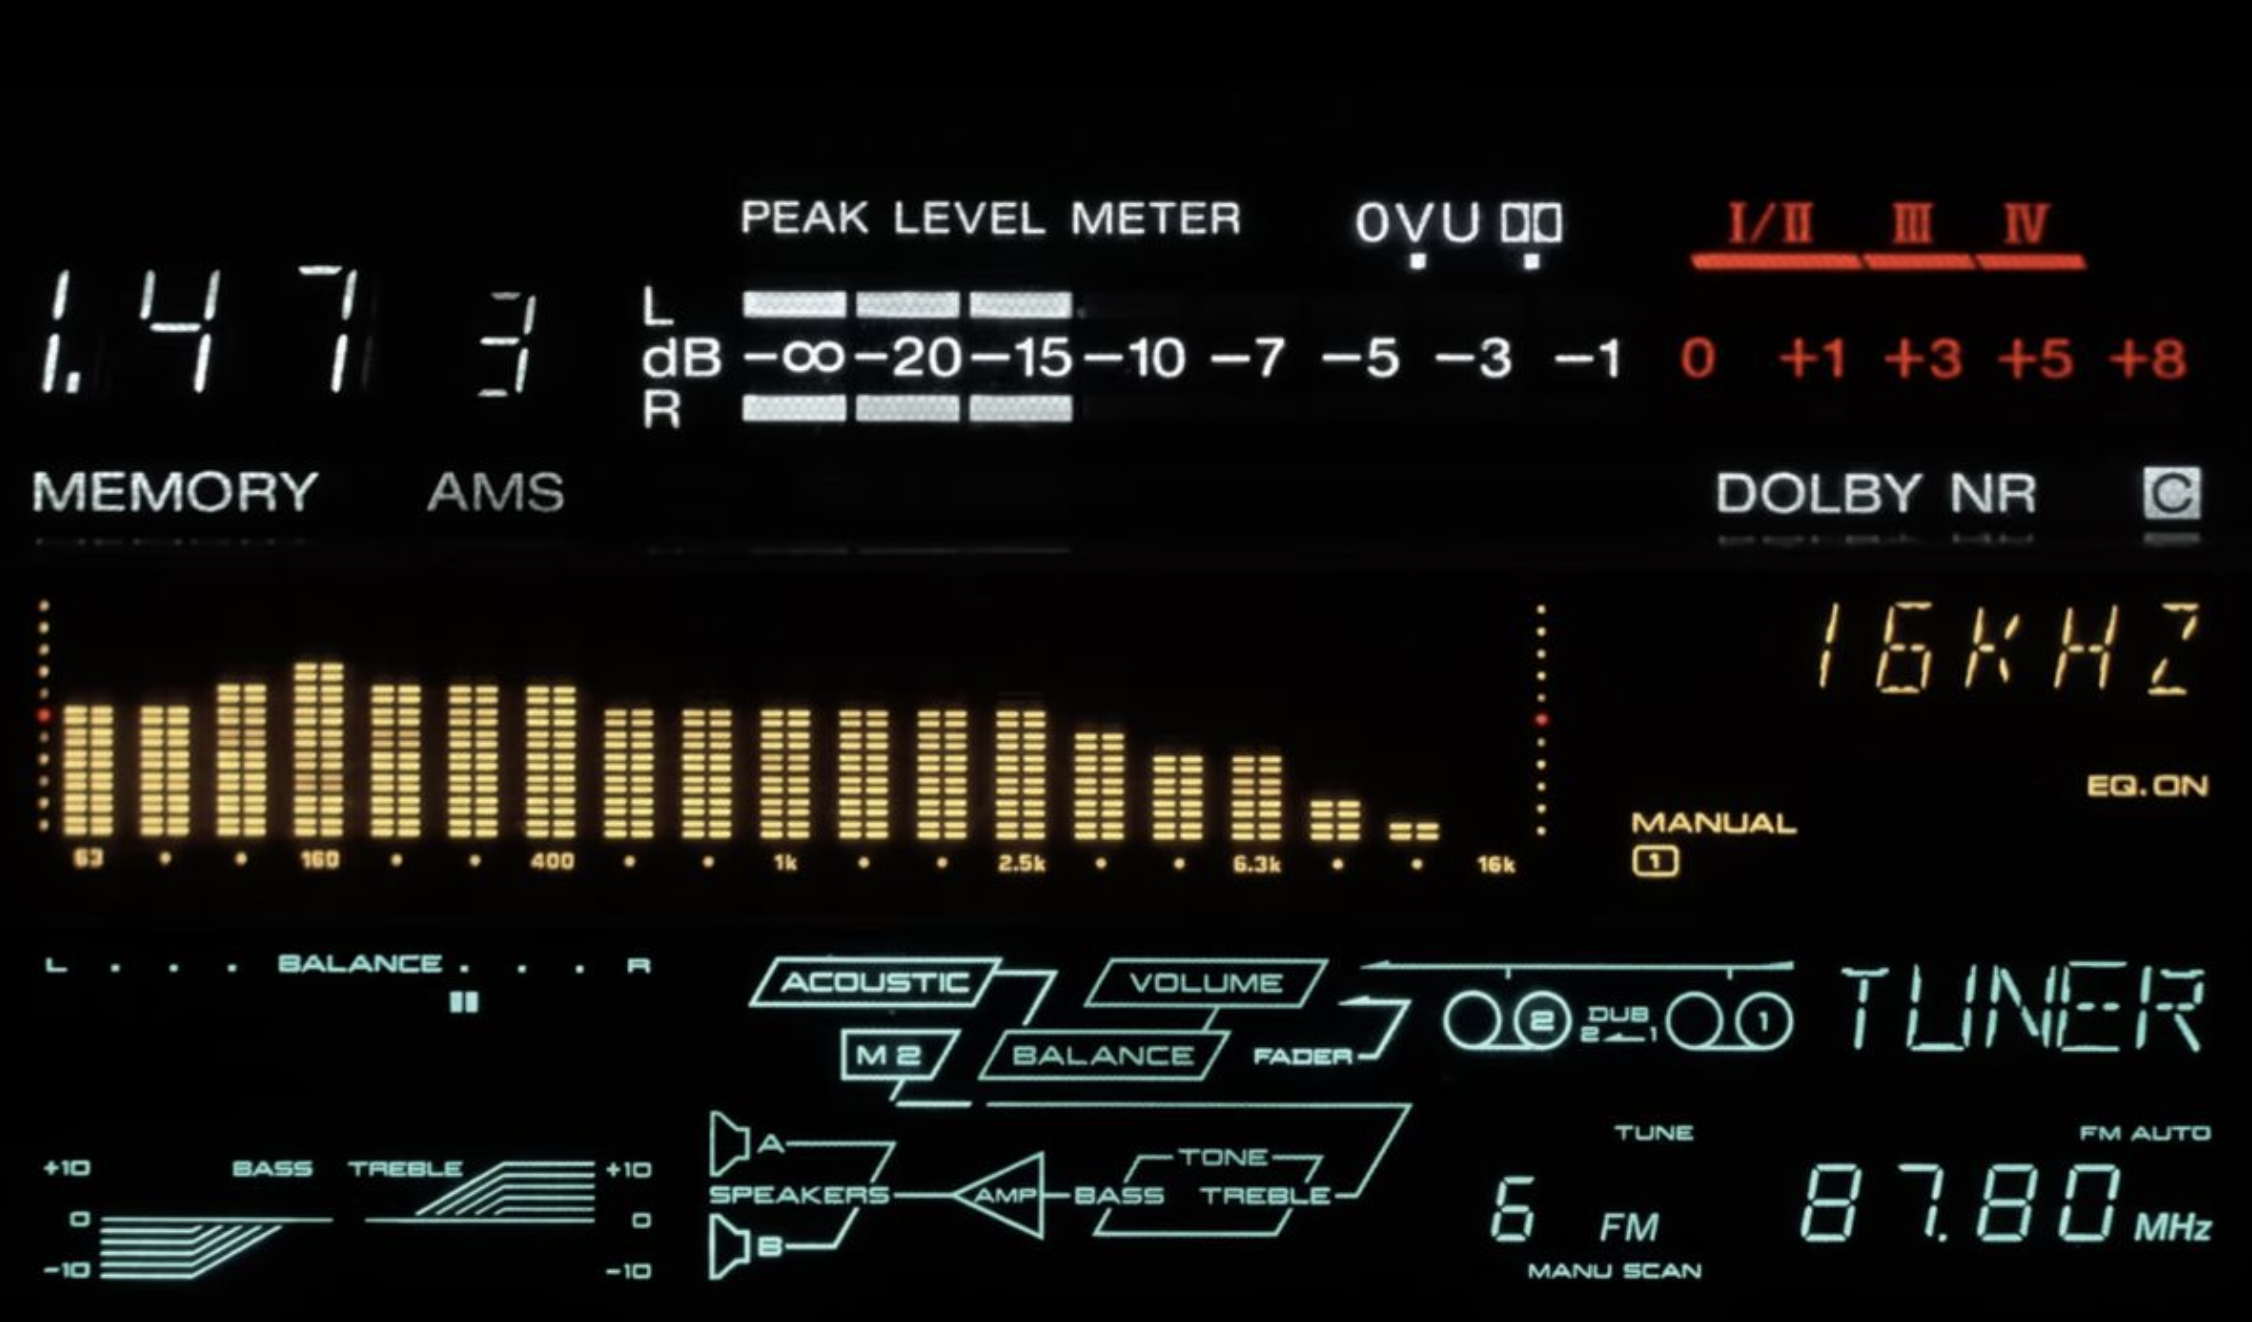 PEAK LEVEL METER 0VU I/II III IV
1.47 3
L
dB -∞ -20 -15 -10 -7 -5 -3 -1 0 +1 +3 +5 +8
R
MEMORY AMS DOLBY NR C
16KHZ
EQ.ON
MANUAL
1
63 160 400 1k 2.5k 6.3k 16k
L BALANCE R
ACOUSTIC VOLUME
M2 BALANCE FADER
2 DUB 1
2 1
TUNER
TUNE FM AUTO
+10 BASS TREBLE +10
0 0
-10 -10
A
SPEAKERS AMP BASS TREBLE
TONE
B
6 FM 87.80 MHz
MANU SCAN